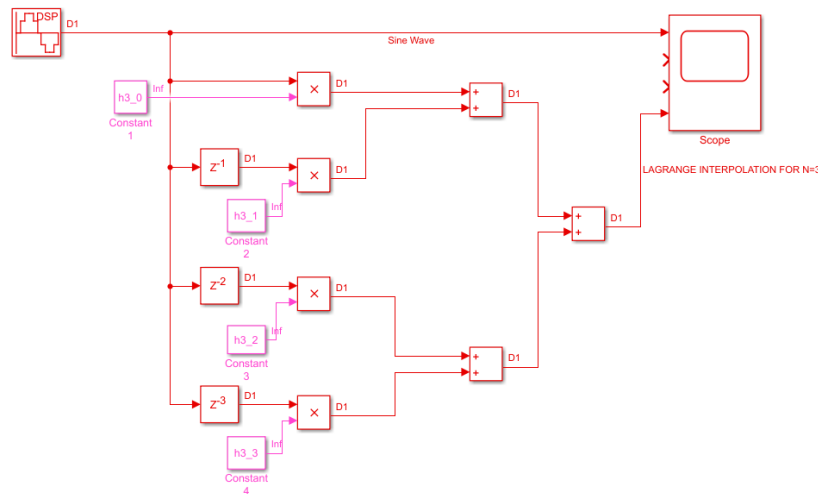 DSP
D1
Sine Wave
h3_0
Inf
Constant
1
×
D1
+
+
D1
Scope
LAGRANGE INTERPOLATION FOR N=3
Z-1
D1
×
D1
h3_1
Inf
Constant
2
+
+
D1
Z-2
D1
×
D1
h3_2
Inf
Constant
3
+
+
D1
Z-3
D1
×
D1
h3_3
Inf
Constant
4